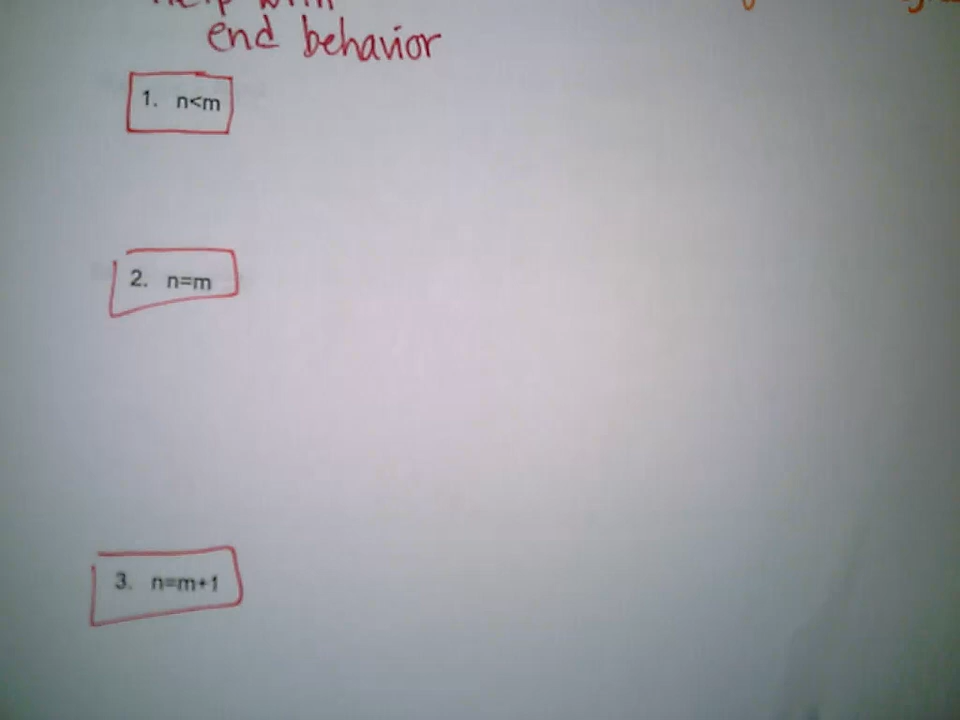 end behavior
1. n<m
2. n=m
3. n=m+1